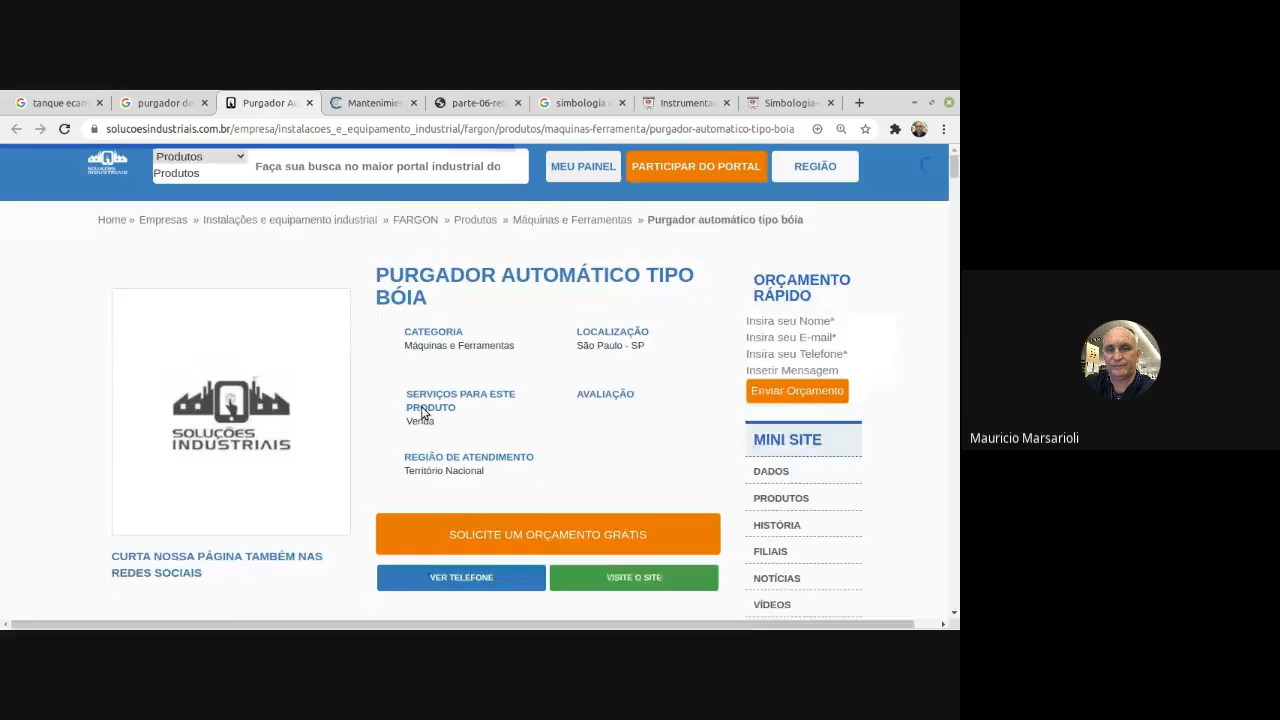 tanque ecam
purgador de
Purgador Au
Mantenimie
parte-06-ret
simbologia c
Instrumenta
Simbologia-
solucoesindustriais.com.br/empresa/instalacoes_e_equipamento_industrial/fargon/produtos/maquinas-ferramenta/purgador-automatico-tipo-boia
SOLUÇÕES
INDUSTRIAIS
Produtos
Produtos
Faça sua busca no maior portal industrial do
MEU PAINEL
PARTICIPAR DO PORTAL
REGIÃO
Home » Empresas » Instalações e equipamento industrial » FARGON » Produtos » Máquinas e Ferramentas » Purgador automático tipo bóia
PURGADOR AUTOMÁTICO TIPO
BÓIA
CATEGORIA
Máquinas e Ferramentas
LOCALIZAÇÃO
São Paulo - SP
SERVIÇOS PARA ESTE
PRODUTO
Venda
AVALIAÇÃO
REGIÃO DE ATENDIMENTO
Território Nacional
SOLICITE UM ORÇAMENTO GRÁTIS
VER TELEFONE
VISITE O SITE
SOLUÇÕES
INDUSTRIAIS
CURTA NOSSA PÁGINA TAMBÉM NAS
REDES SOCIAIS
ORÇAMENTO
RÁPIDO
Insira seu Nome*
Insira seu E-mail*
Insira seu Telefone*
Inserir Mensagem
Enviar Orçamento
MINI SITE
DADOS
PRODUTOS
HISTÓRIA
FILIAIS
NOTÍCIAS
VÍDEOS
Mauricio Marsarioli